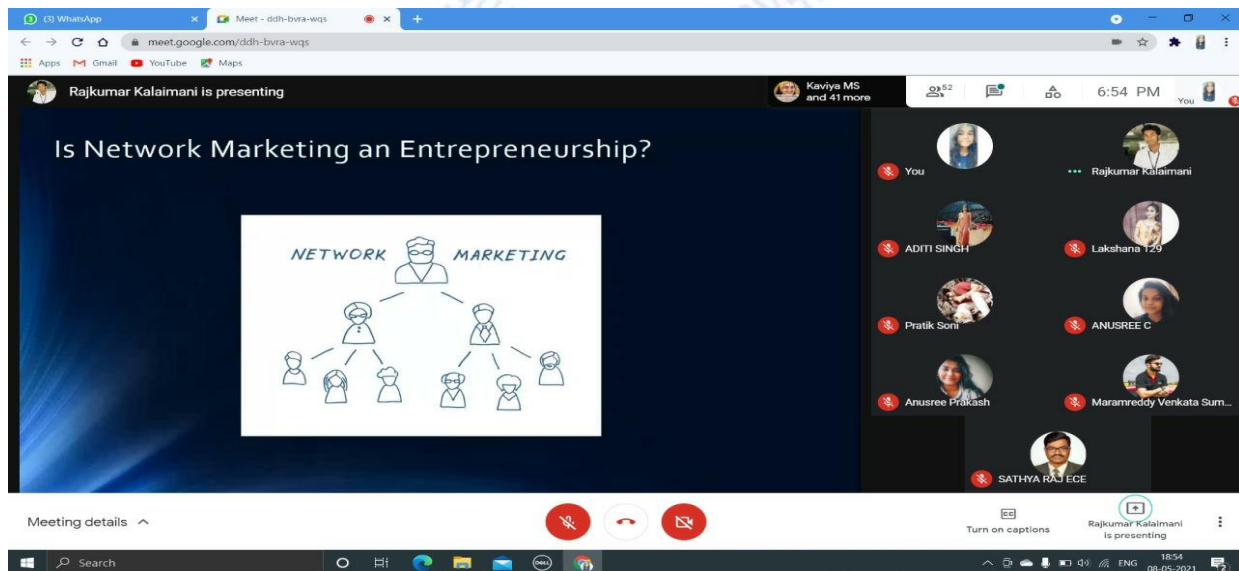 (3) WhatsApp
Meet - ddh-bvra-wqs
meet.google.com/ddh-bvra-wqs
Apps
Gmail
YouTube
Maps
Rajkumar Kalaimani is presenting
Kaviya MS
and 41 more
52
6:54 PM
You
Is Network Marketing an Entrepreneurship?
NETWORK MARKETING
You
Rajkumar Kalaimani
ADITI SINGH
Lakshana 129
Pratik Soni
ANUSREE C
Anusree Prakash
Maramreddy Venkata Sum...
SATHYA RAJ ECE
Meeting details
CC
Turn on captions
Rajkumar Kalaimani
is presenting
Search
DELL
ENG
18:54
08-05-2021
2